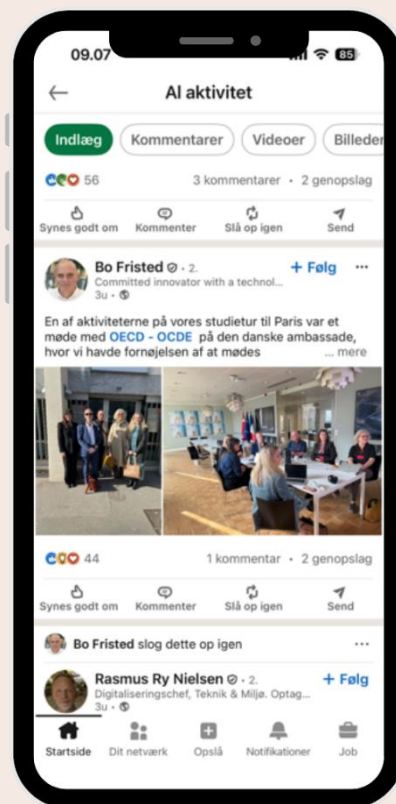 09.07
85
Al aktivitet
Indlæg
Kommentarer
Videoer
Billeder
56
3 kommentarer • 2 genopslag
Synes godt om
Kommenter
Slå op igen
Send
Bo Fristed • 2.
+ Følg
Committed innovator with a technol...
3u •
En af aktiviteterne på vores studietur til Paris var et
møde med OECD - OCDE på den danske ambassade,
hvor vi havde fornøjelsen af at mødes ... mere
44
1 kommentar • 2 genopslag
Synes godt om
Kommenter
Slå op igen
Send
Bo Fristed slog dette op igen
Rasmus Ry Nielsen • 2.
+ Følg
Digitaliseringschef, Teknik & Miljø. Optag...
3u •
Startside
Dit netværk
Opslå
Notifikationer
Job